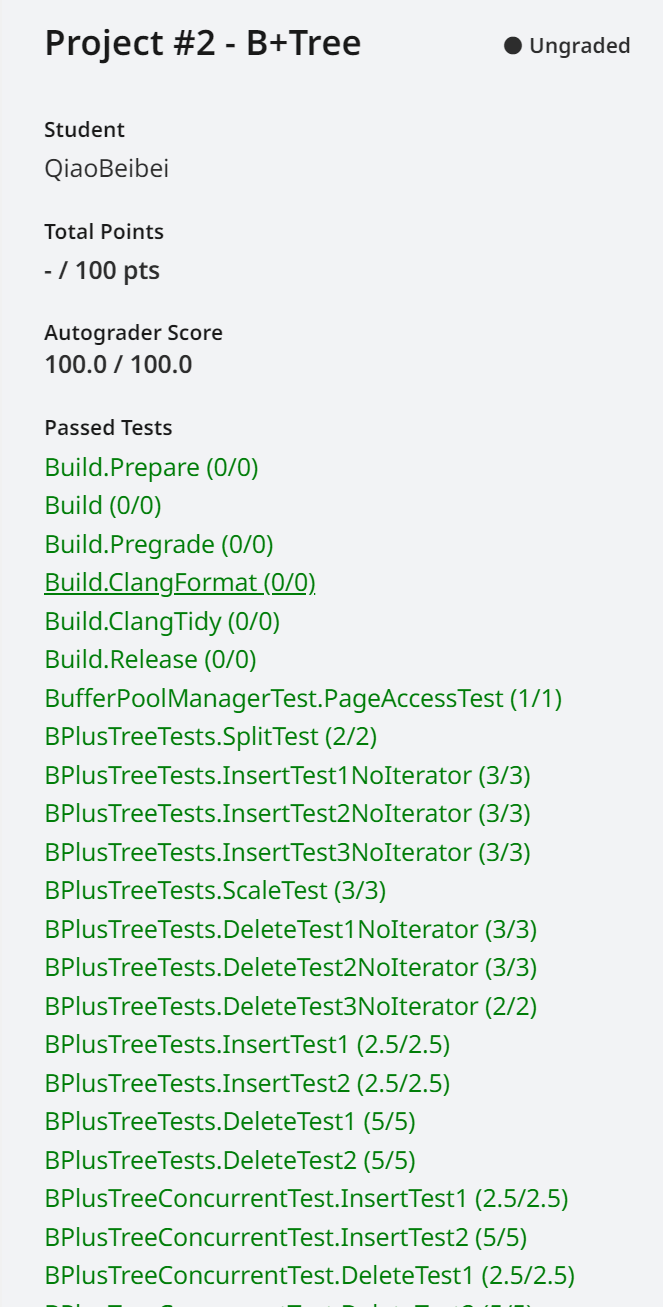 Project #2 - B+Tree
Ungraded
Student
QiaoBeibei
Total Points
- / 100 pts
Autograder Score
100.0 / 100.0
Passed Tests
Build.Prepare (0/0)
Build (0/0)
Build.Pregrade (0/0)
Build.ClangFormat (0/0)
Build.ClangTidy (0/0)
Build.Release (0/0)
BufferPoolManagerTest.PageAccessTest (1/1)
BPlusTreeTests.SplitTest (2/2)
BPlusTreeTests.InsertTest1NoIterator (3/3)
BPlusTreeTests.InsertTest2NoIterator (3/3)
BPlusTreeTests.InsertTest3NoIterator (3/3)
BPlusTreeTests.ScaleTest (3/3)
BPlusTreeTests.DeleteTest1NoIterator (3/3)
BPlusTreeTests.DeleteTest2NoIterator (3/3)
BPlusTreeTests.DeleteTest3NoIterator (2/2)
BPlusTreeTests.InsertTest1 (2.5/2.5)
BPlusTreeTests.InsertTest2 (2.5/2.5)
BPlusTreeTests.DeleteTest1 (5/5)
BPlusTreeTests.DeleteTest2 (5/5)
BPlusTreeConcurrentTest.InsertTest1 (2.5/2.5)
BPlusTreeConcurrentTest.InsertTest2 (5/5)
BPlusTreeConcurrentTest.DeleteTest1 (2.5/2.5)